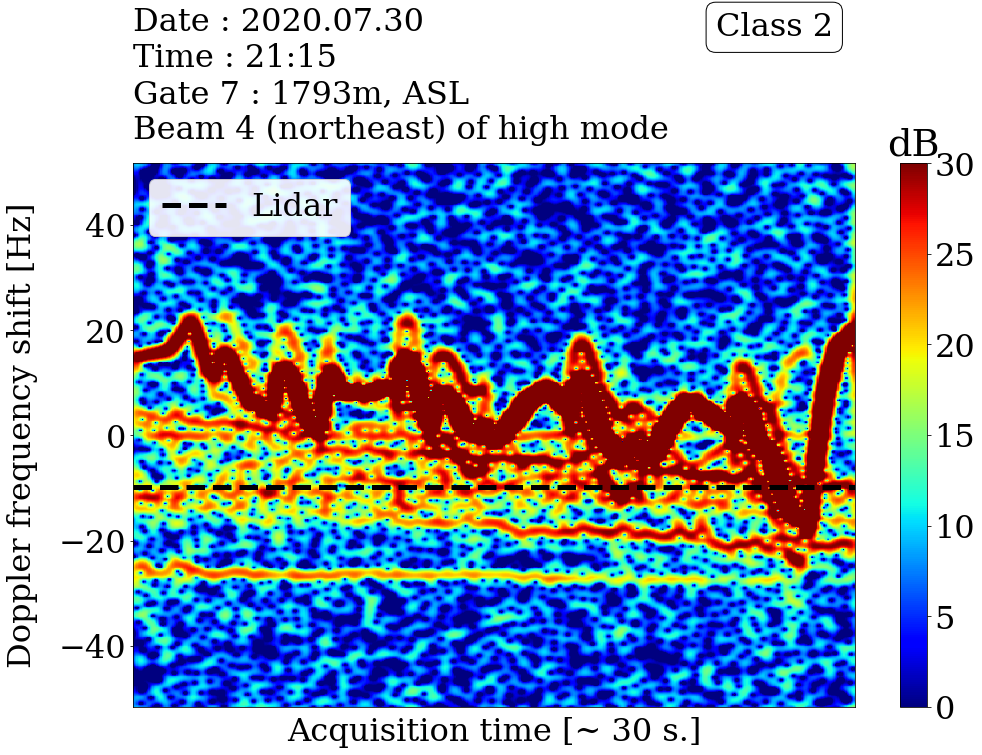 Date : 2020.07.30
Time : 21:15
Gate 7 : 1793m, ASL
Beam 4 (northeast) of high mode
Class 2
dB
Lidar
Doppler frequency shift [Hz]
40
20
0
−20
−40
30
25
20
15
10
5
0
Acquisition time [~ 30 s.]